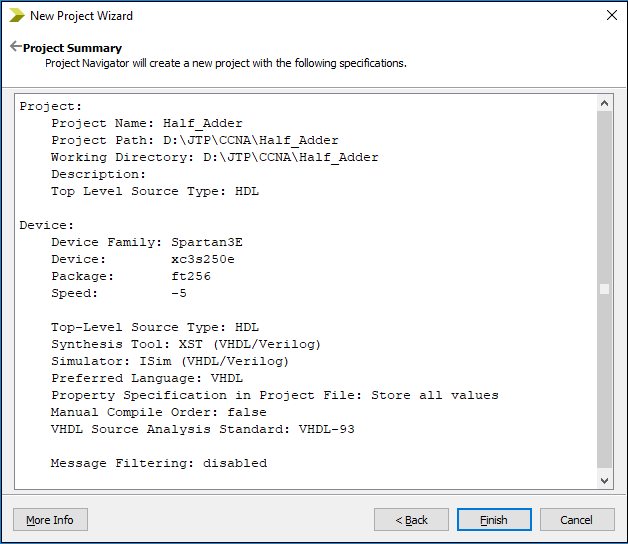 New Project Wizard
Project Summary
Project Navigator will create a new project with the following specifications.
Project:
Project Name: Half_Adder
Project Path: D:\JTP\CCNA\Half_Adder
Working Directory: D:\JTP\CCNA\Half_Adder
Description:
Top Level Source Type: HDL
Device:
Device Family: Spartan3E
Device: xc3s250e
Package: ft256
Speed: -5
Top-Level Source Type: HDL
Synthesis Tool: XST (VHDL/Verilog)
Simulator: ISim (VHDL/Verilog)
Preferred Language: VHDL
Property Specification in Project File: Store all values
Manual Compile Order: false
VHDL Source Analysis Standard: VHDL-93
Message Filtering: disabled
More Info < Back Finish Cancel